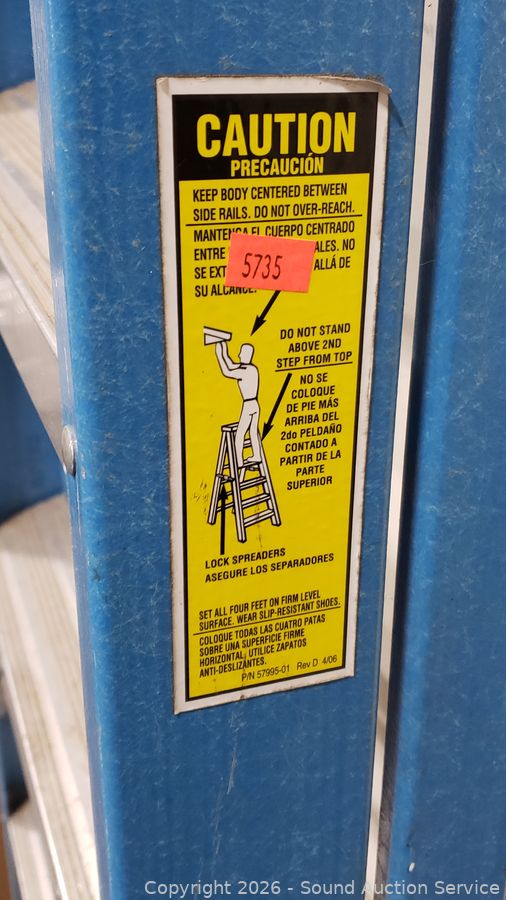 CAUTION
PRECAUCIÓN
KEEP BODY CENTERED BETWEEN
SIDE RAILS. DO NOT OVER-REACH.
MANTENGA EL CUERPO CENTRADO
ENTRE ALES. NO
SE EXT ALLÁ DE
SU ALCANCE.
5735
DO NOT STAND
ABOVE 2ND
STEP FROM TOP
NO SE
COLOQUE
DE PIE MÁS
ARRIBA DEL
2do PELDAÑO
CONTADO A
PARTIR DE LA
PARTE
SUPERIOR
LOCK SPREADERS
ASEGURE LOS SEPARADORES
SET ALL FOUR FEET ON FIRM LEVEL
SURFACE. WEAR SLIP-RESISTANT SHOES.
COLOQUE TODAS LAS CUATRO PATAS
SOBRE UNA SUPERFICIE FIRME
HORIZONTAL, UTILICE ZAPATOS
ANTI-DESLIZANTES.
P/N 57995-01 Rev D 4/06
Copyright 2026 - Sound Auction Service